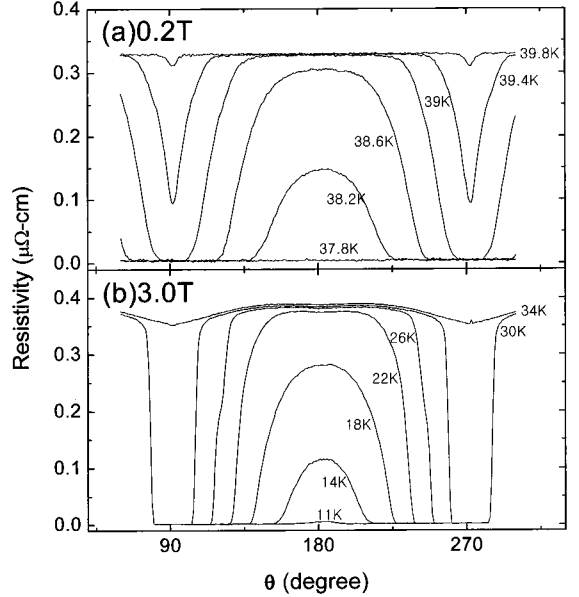 (a)0.2T
0.4
0.3
0.2
0.1
0.0
39.8K
39.4K
39K
38.6K
38.2K
37.8K
Resistivity (μΩ-cm)
(b)3.0T
0.4
0.3
0.2
0.1
0.0
34K
30K
26K
22K
18K
14K
11K
90
180
270
θ (degree)